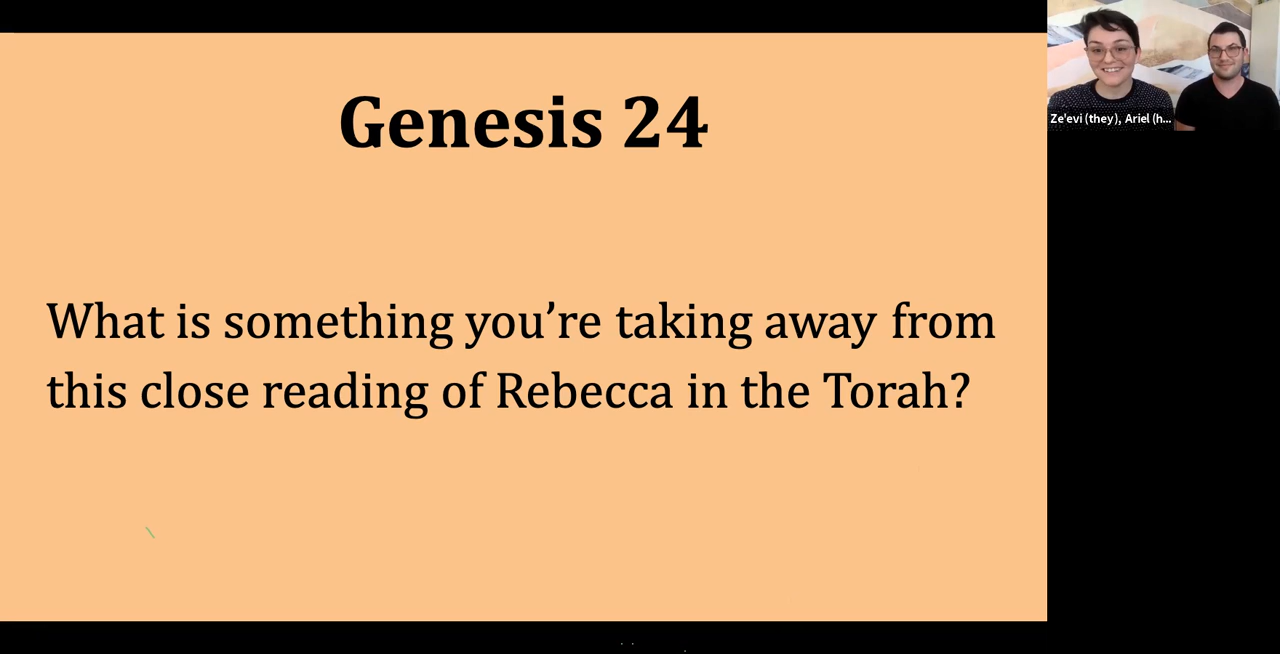 Genesis 24
What is something you’re taking away from
this close reading of Rebecca in the Torah?
Ze'evi (they), Ariel (h...